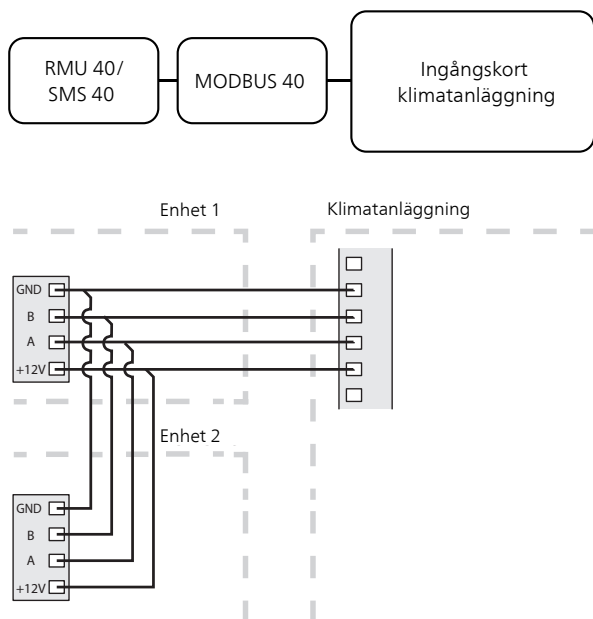 RMU 40/
SMS 40
MODBUS 40
Ingångskort
klimatanläggning
Enhet 1
Klimatanläggning
GND
B
A
+12V
Enhet 2
GND
B
A
+12V